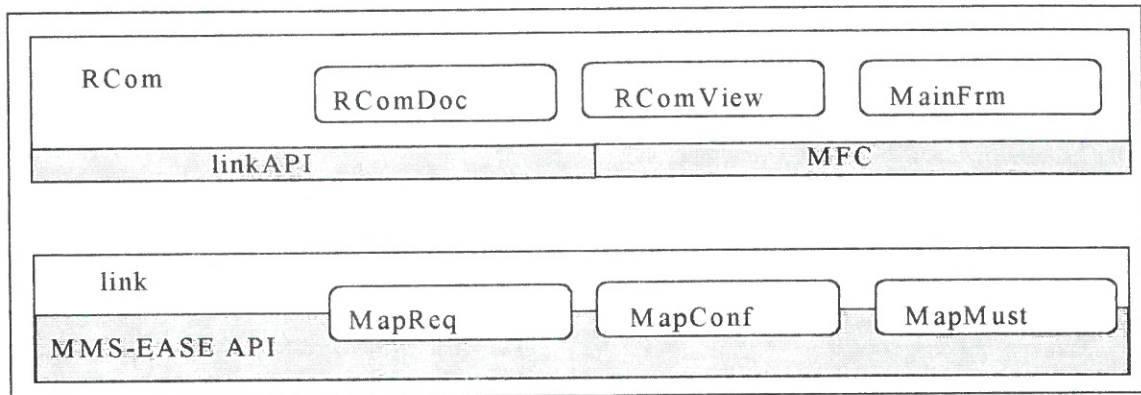 RCom
RComDoc RComView MainFrm
linkAPI MFC
link
MapReq MapConf MapMust
MMS-EASE API